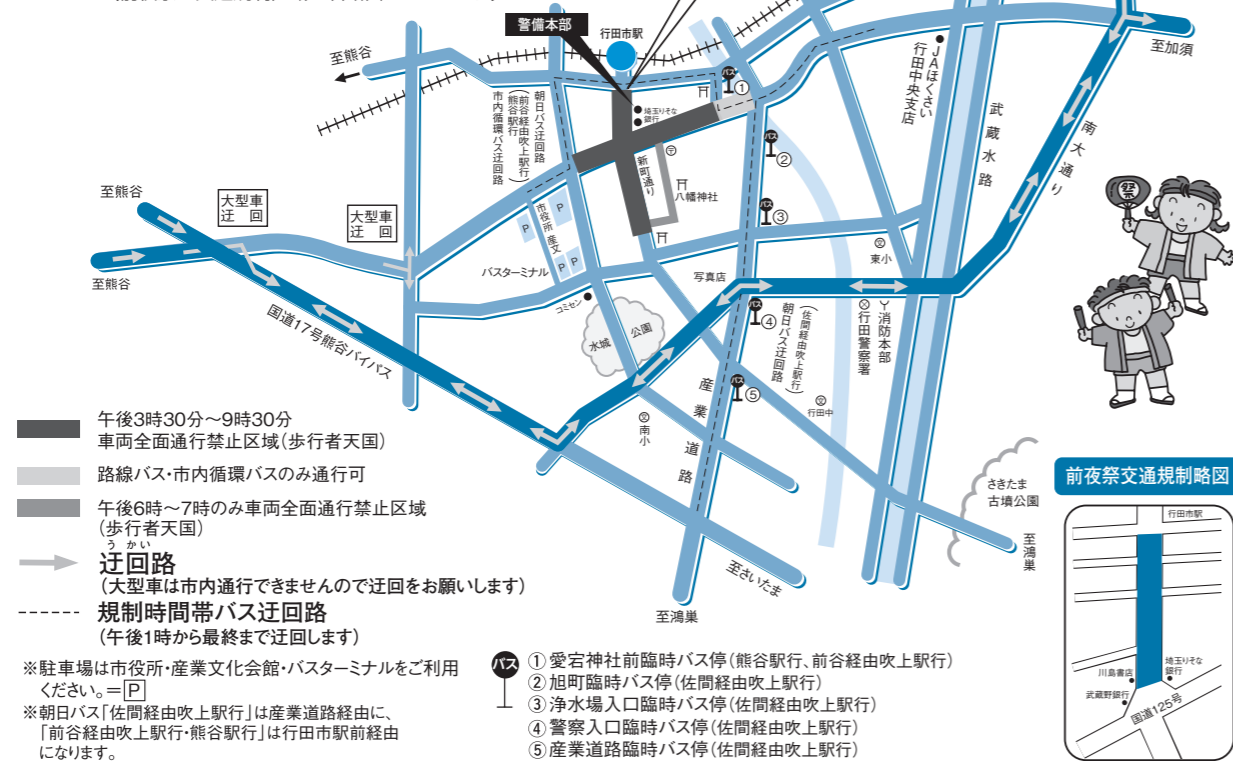 警備本部
行田市駅
至熊谷
至加須
JAほくさい
行田中央支店
武蔵水路
南大通り
バス
①
バス
②
バス
③
朝日バス迂回路
(前谷経由吹上駅行)
(熊谷駅行)
市内循環バス迂回路
埼玉りそな
銀行
新町通り
八幡神社
至熊谷
大型車
迂回
大型車
迂回
至熊谷
市役所
産文
P
P
P
P
バスターミナル
コミセン
水城
公園
写真店
東小
バス
④
朝日バス迂回路
(佐間経由吹上駅行)
行田警察署
消防本部
バス
⑤
行田中
南小
産業道路
国道17号熊谷バイパス
さきたま
古墳公園
至鴻巣
至さいたま
至鴻巣
祭
午後3時30分～9時30分
車両全面通行禁止区域(歩行者天国)
路線バス・市内循環バスのみ通行可
午後6時～7時のみ車両全面通行禁止区域
(歩行者天国)
うかい
迂回路
(大型車は市内通行できませんので迂回をお願いします)
規制時間帯バス迂回路
(午後1時から最終まで迂回します)
※駐車場は市役所・産業文化会館・バスターミナルをご利用
ください。=P
※朝日バス「佐間経由吹上駅行」は産業道路経由に、
「前谷経由吹上駅行・熊谷駅行」は行田市駅前経由
になります。
バス
①愛宕神社前臨時バス停(熊谷駅行、前谷経由吹上駅行)
②旭町臨時バス停(佐間経由吹上駅行)
③浄水場入口臨時バス停(佐間経由吹上駅行)
④警察入口臨時バス停(佐間経由吹上駅行)
⑤産業道路臨時バス停(佐間経由吹上駅行)
前夜祭交通規制略図
行田市駅
川島書店
埼玉りそな
銀行
武蔵野銀行
国道125号